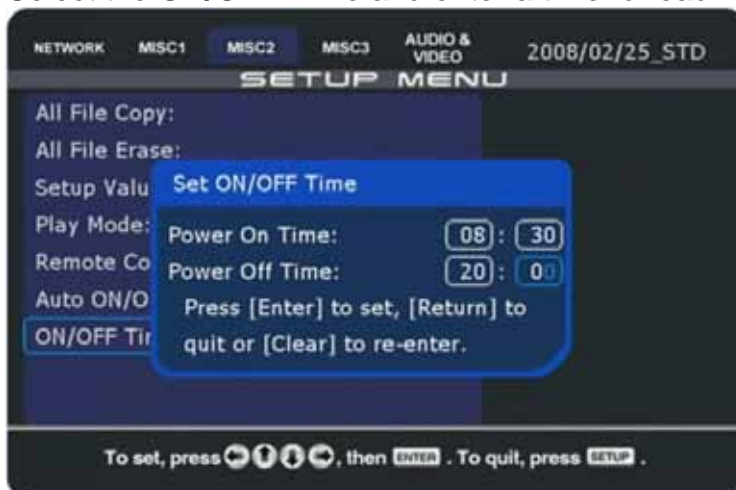 NETWORK MISC1 MISC2 MISC3 AUDIO & VIDEO 2008/02/25_STD
SETUP MENU
All File Copy:
All File Erase:
Setup Valu
Set ON/OFF Time
Play Mode:
Power On Time: 08 : 30
Remote Co
Power Off Time: 20 : 00
Auto ON/O
Press [Enter] to set, [Return] to
ON/OFF Tir
quit or [Clear] to re-enter.
To set, press , then ENTER . To quit, press SETUP .